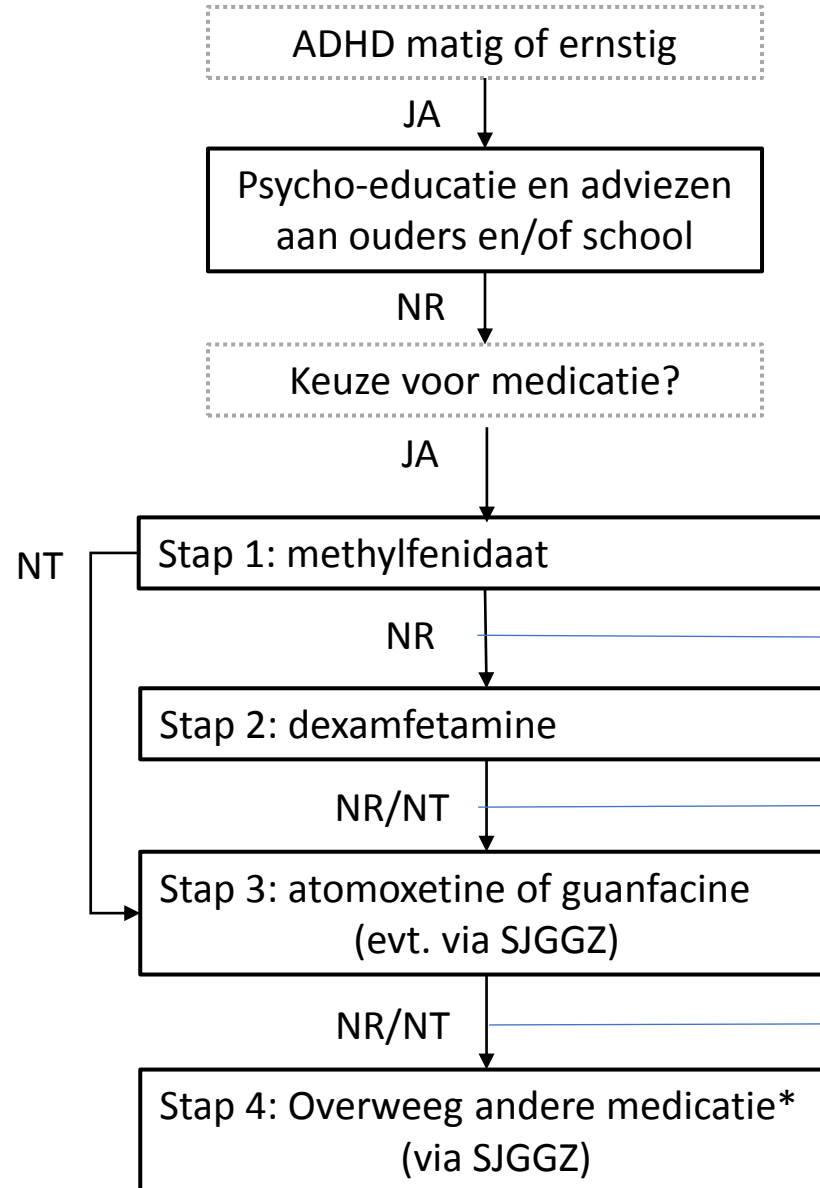 ADHD matig of ernstig
JA
Psycho-educatie en adviezen
aan ouders en/of school
NR
Keuze voor medicatie?
JA
NT
Stap 1: methylfenidaat
NR
Stap 2: dexamfetamine
NR/NT
Stap 3: atomoxetine of guanfacine
(evt. via SJGGZ)
NR/NT
Stap 4: Overweeg andere medicatie*
(via SJGGZ)